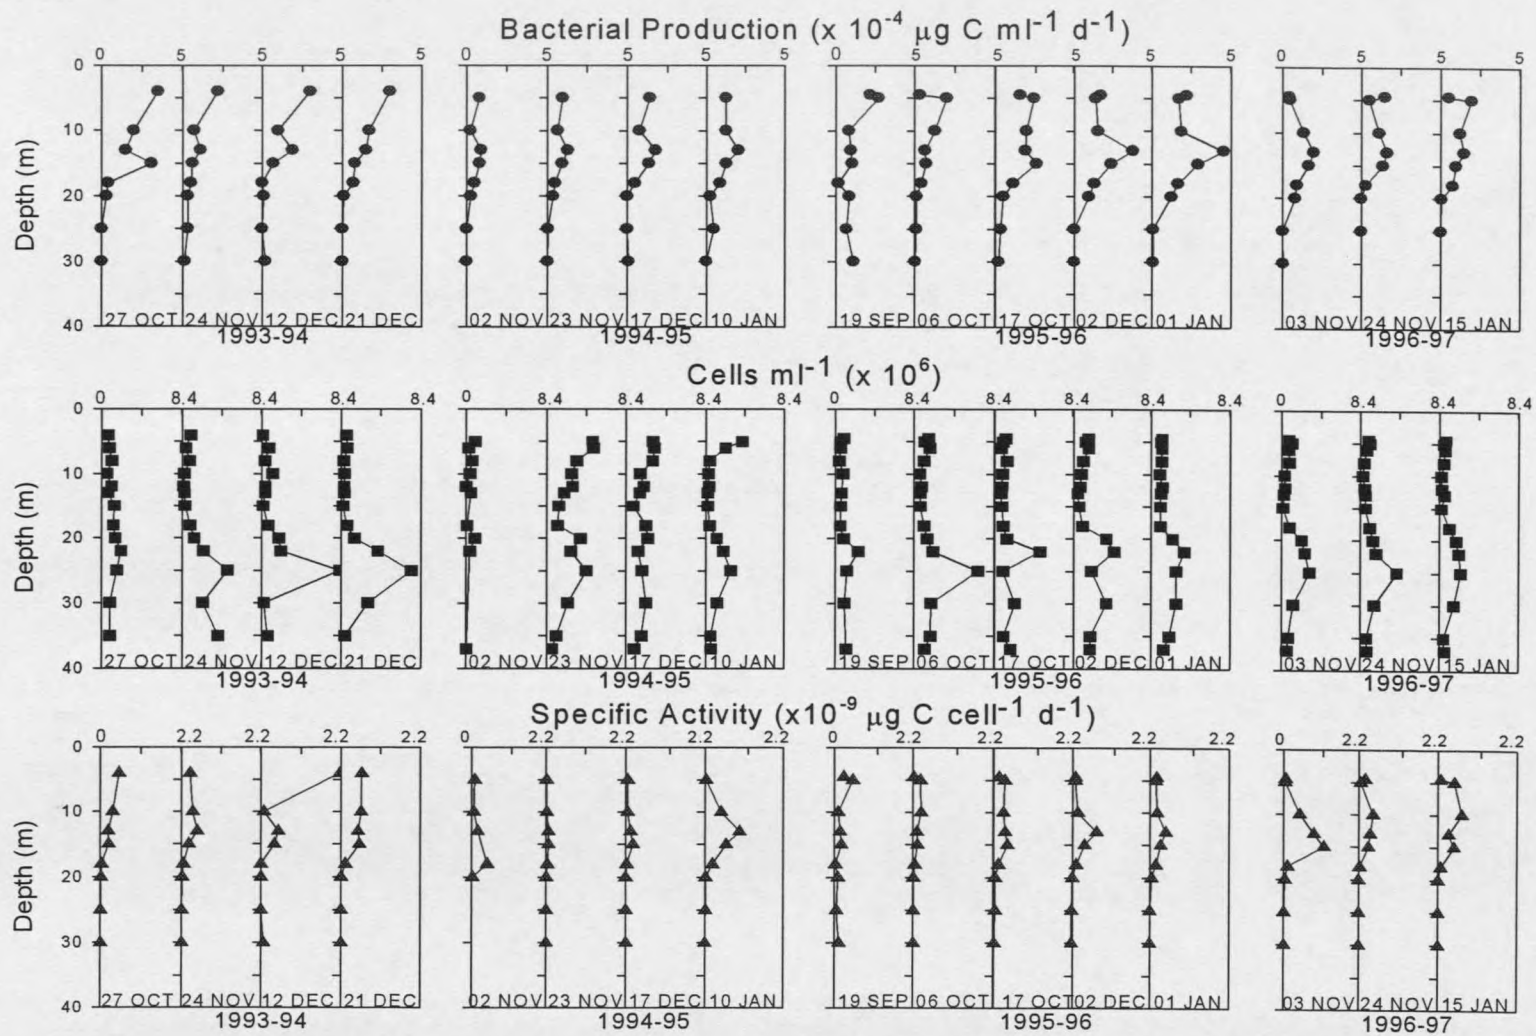 Bacterial Production (x 10⁻⁴ µg C ml⁻¹ d⁻¹)
0 5 5 5 5 0 5 5 5 5 0 5 5 5 5 5 0 5 5 5
Depth (m)
0
10
20
30
40
27 OCT 24 NOV 12 DEC 21 DEC 02 NOV 23 NOV 17 DEC 10 JAN 19 SEP 06 OCT 17 OCT 02 DEC 01 JAN 03 NOV 24 NOV 15 JAN
1993-94 1994-95 1995-96 1996-97
Cells ml⁻¹ (x 10⁶)
0 8.4 8.4 8.4 8.4 0 8.4 8.4 8.4 8.4 0 8.4 8.4 8.4 8.4 8.4 0 8.4 8.4 8.4
Depth (m)
0
10
20
30
40
27 OCT 24 NOV 12 DEC 21 DEC 02 NOV 23 NOV 17 DEC 10 JAN 19 SEP 06 OCT 17 OCT 02 DEC 01 JAN 03 NOV 24 NOV 15 JAN
1993-94 1994-95 1995-96 1996-97
Specific Activity (x10⁻⁹ µg C cell⁻¹ d⁻¹)
0 2.2 2.2 2.2 2.2 0 2.2 2.2 2.2 2.2 0 2.2 2.2 2.2 2.2 2.2 0 2.2 2.2 2.2
Depth (m)
0
10
20
30
40
27 OCT 24 NOV 12 DEC 21 DEC 02 NOV 23 NOV 17 DEC 10 JAN 19 SEP 06 OCT 17 OCT 02 DEC 01 JAN 03 NOV 24 NOV 15 JAN
1993-94 1994-95 1995-96 1996-97